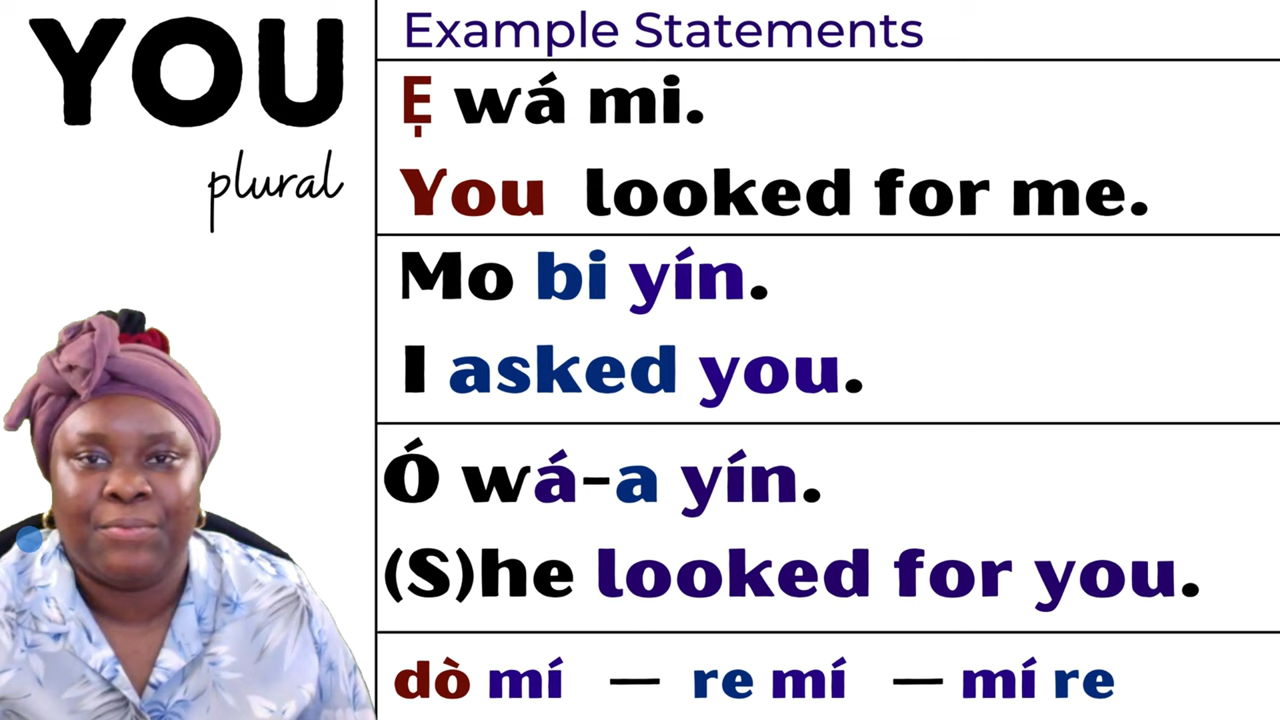 YOU
plural
Example Statements
Ẹ wá mi.
You looked for me.
Mo bi yín.
I asked you.
Ó wá-a yín.
(S)he looked for you.
dò mí — re mí — mí re